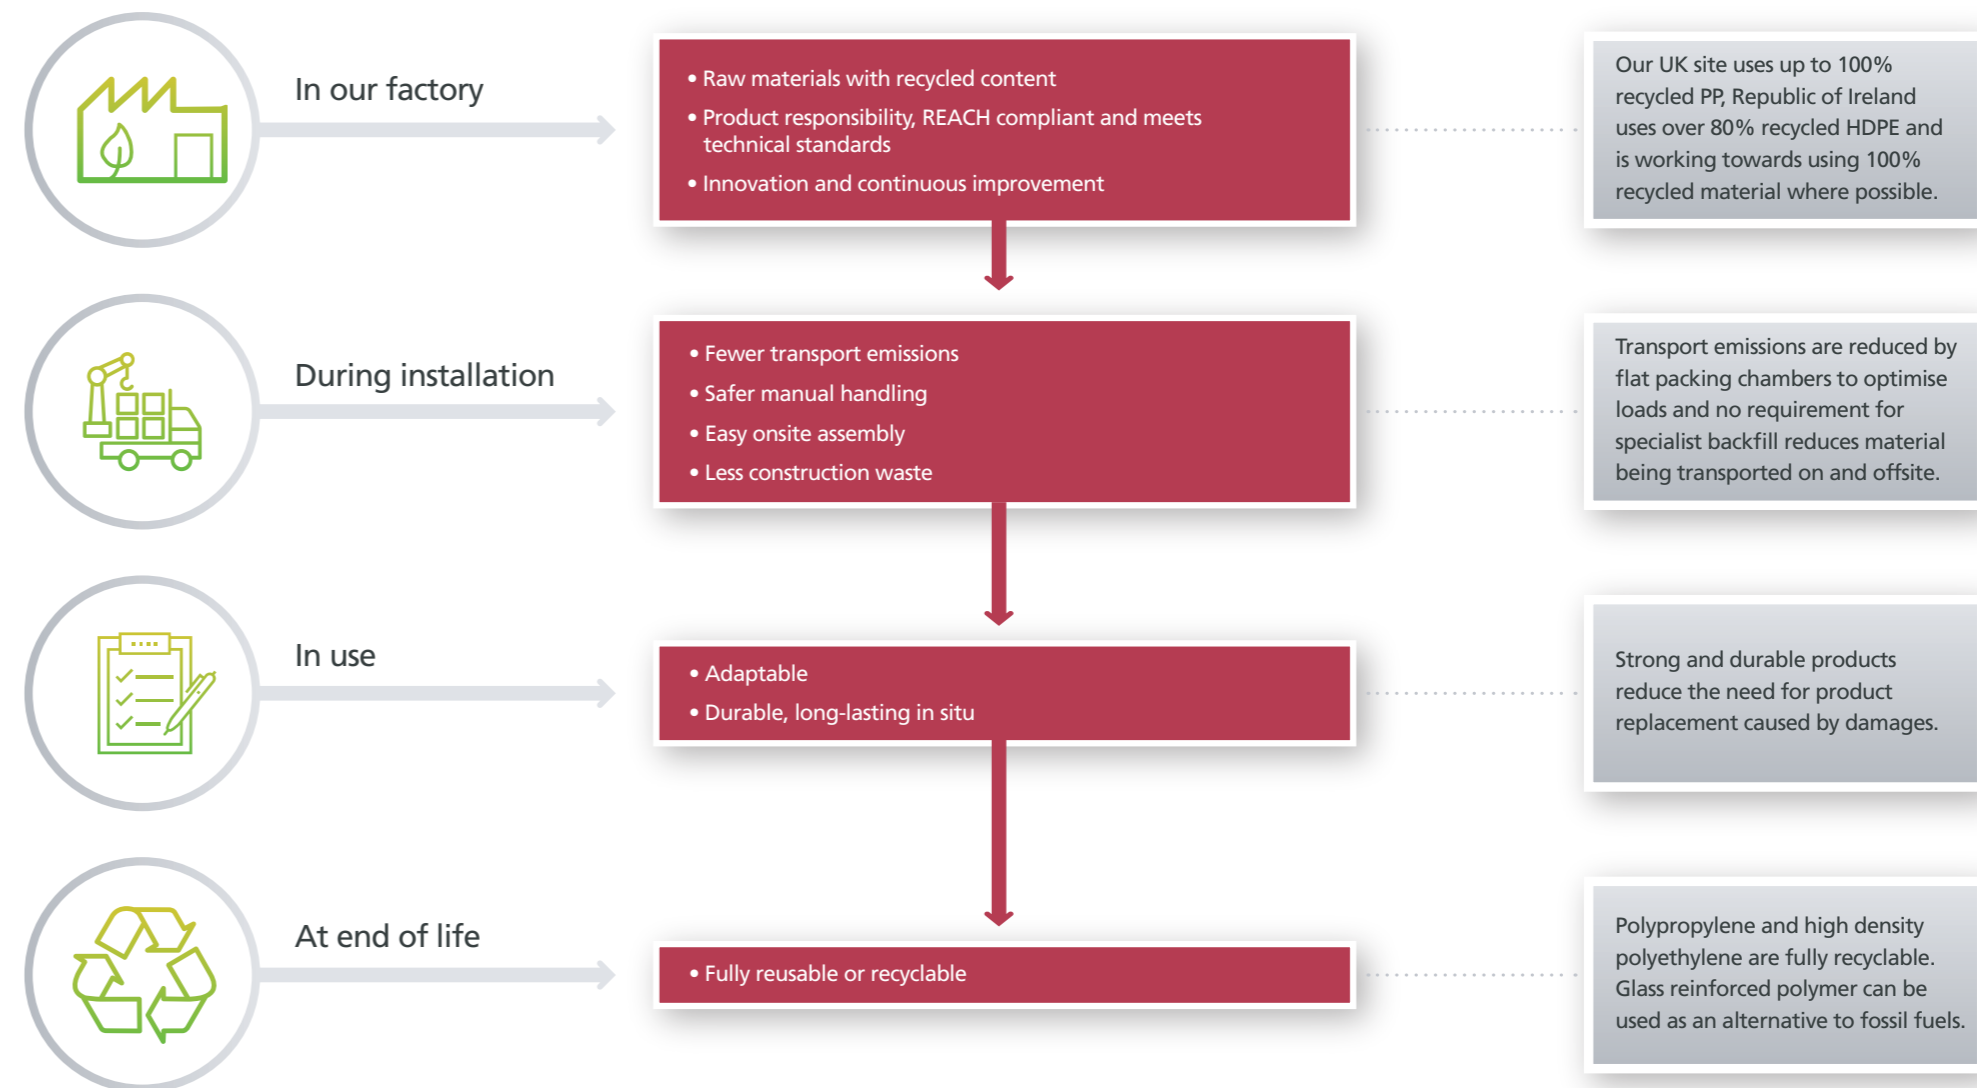 In our factory
• Raw materials with recycled content
• Product responsibility, REACH compliant and meets
technical standards
• Innovation and continuous improvement
Our UK site uses up to 100%
recycled PP, Republic of Ireland
uses over 80% recycled HDPE and
is working towards using 100%
recycled material where possible.
During installation
• Fewer transport emissions
• Safer manual handling
• Easy onsite assembly
• Less construction waste
Transport emissions are reduced by
flat packing chambers to optimise
loads and no requirement for
specialist backfill reduces material
being transported on and offsite.
In use
• Adaptable
• Durable, long-lasting in situ
Strong and durable products
reduce the need for product
replacement caused by damages.
At end of life
• Fully reusable or recyclable
Polypropylene and high density
polyethylene are fully recyclable.
Glass reinforced polymer can be
used as an alternative to fossil fuels.